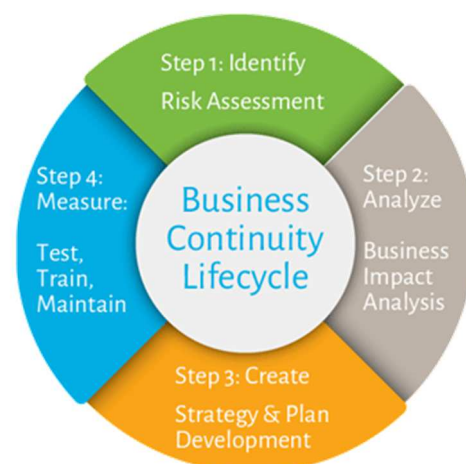 Step 1: Identify
Risk Assessment
Step 2:
Analyze
Business
Impact
Analysis
Step 3: Create
Strategy & Plan
Development
Step 4:
Measure:
Test,
Train,
Maintain
Business
Continuity
Lifecycle